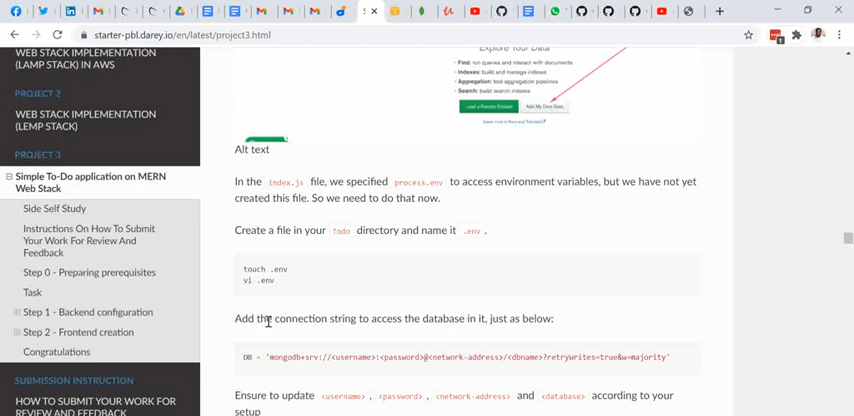 starter-pbl.darey.io/en/latest/project3.html
WEB STACK IMPLEMENTATION
(LAMP STACK) IN AWS
PROJECT 2
WEB STACK IMPLEMENTATION
(LEMP STACK)
PROJECT 3
Simple To-Do application on MERN
Web Stack
Side Self Study
Instructions On How To Submit
Your Work For Review And
Feedback
Step 0 - Preparing prerequisites
Task
Step 1 - Backend configuration
Step 2 - Frontend creation
Congratulations
SUBMISSION INSTRUCTION
HOW TO SUBMIT YOUR WORK FOR
REVIEW AND FEEDBACK
Explore Your Data
• Find: run queries and interact with documents
• Indexes: build and manage indexes
• Aggregation: test aggregation pipelines
• Search: build search indexes
Load a Sample Dataset Add My Own Data
Alt text
In the index.js file, we specified process.env to access environment variables, but we have not yet
created this file. So we need to do that now.
Create a file in your Todo directory and name it .env .
touch .env
vi .env
Add the connection string to access the database in it, just as below:
DB = 'mongodb+srv://<username>:<password>@<network-address>/<dbname>?retryWrites=true&w=majority'
Ensure to update <username> , <password> , <network-address> and <database> according to your
setup